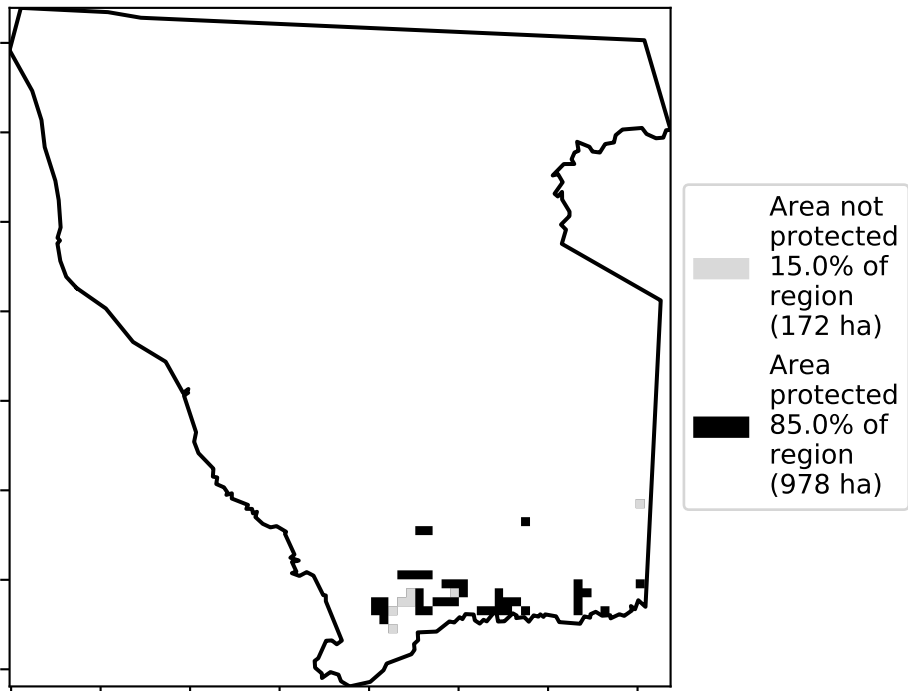 Area not
protected
15.0% of
region
(172 ha)
Area
protected
85.0% of
region
(978 ha)